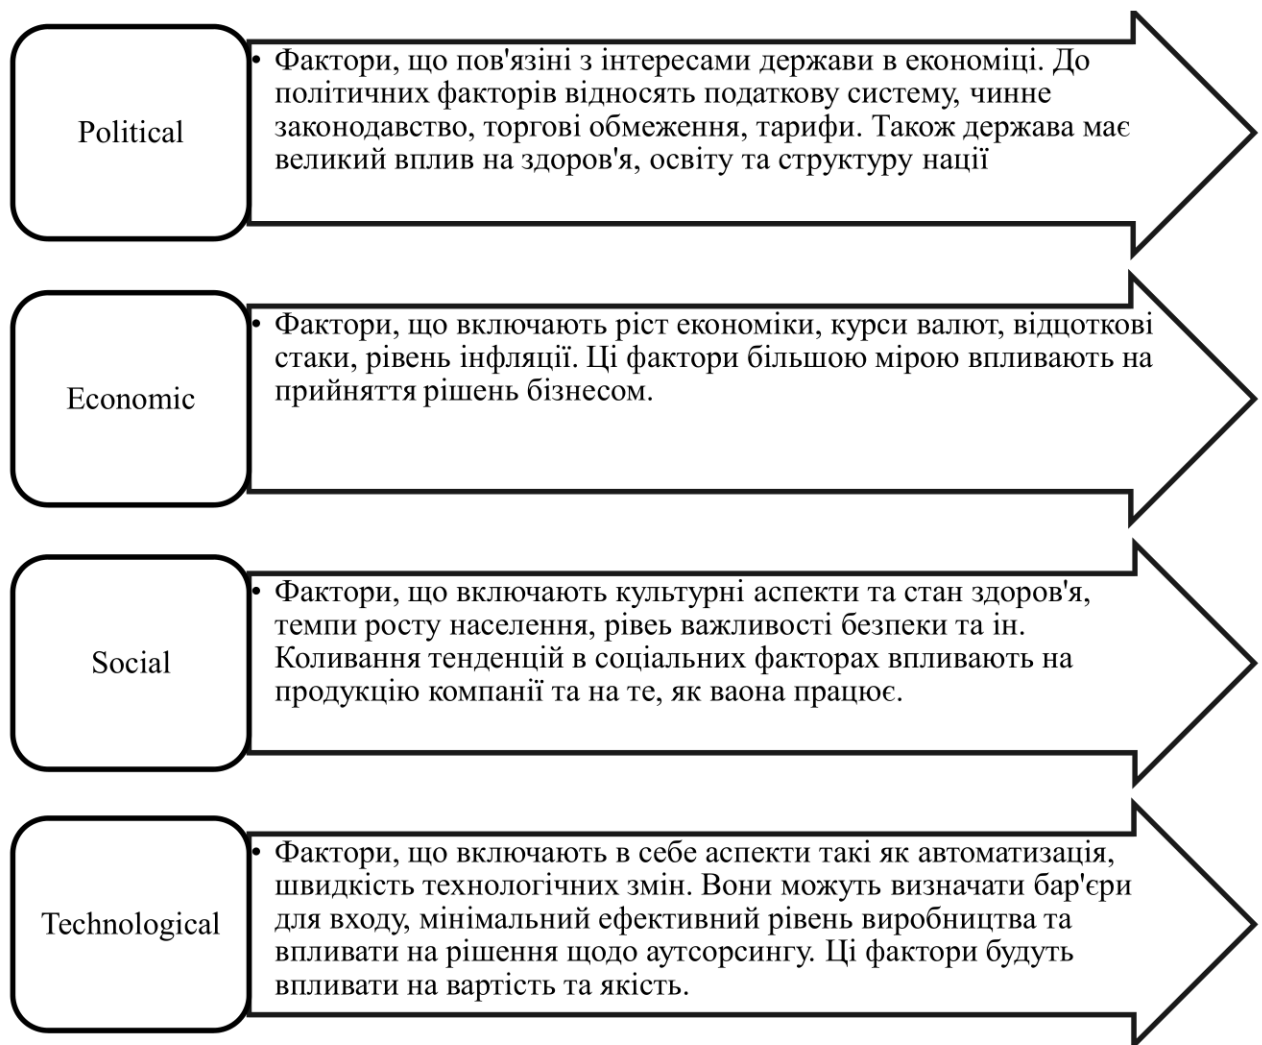 Political
• Фактори, що пов'язіні з інтересами держави в економіці. До
політичних факторів відносять податкову систему, чинне
законодавство, торгові обмеження, тарифи. Також держава має
великий вплив на здоров'я, освіту та структуру нації
Economic
• Фактори, що включають ріст економіки, курси валют, відцоткові
стаки, рівень інфляції. Ці фактори більшою мірою впливають на
прийняття рішень бізнесом.
Social
• Фактори, що включають культурні аспекти та стан здоров'я,
темпи росту населення, рівеь важливості безпеки та ін.
Коливання тенденцій в соціальних факторах впливають на
продукцію компанії та на те, як ваона працює.
Technological
• Фактори, що включають в себе аспекти такі як автоматизація,
швидкість технологічних змін. Вони можуть визначати бар'єри
для входу, мінімальний ефективний рівень виробництва та
впливати на рішення щодо аутсорсингу. Ці фактори будуть
впливати на вартість та якість.